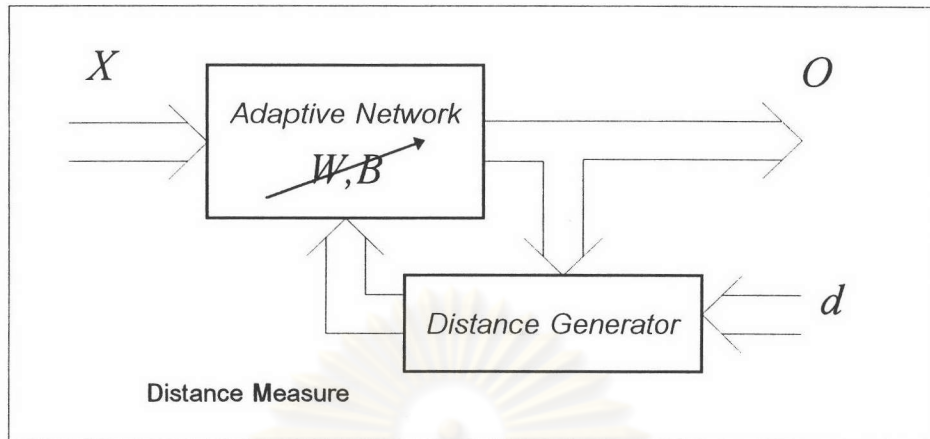 X
O
Adaptive Network
W,B
Distance Generator
d
Distance Measure